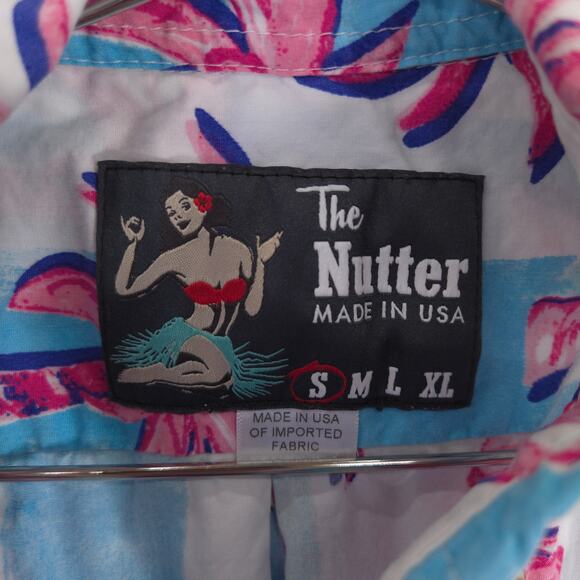 The
Nutter
MADE IN USA
S M L XL
MADE IN USA
OF IMPORTED
FABRIC